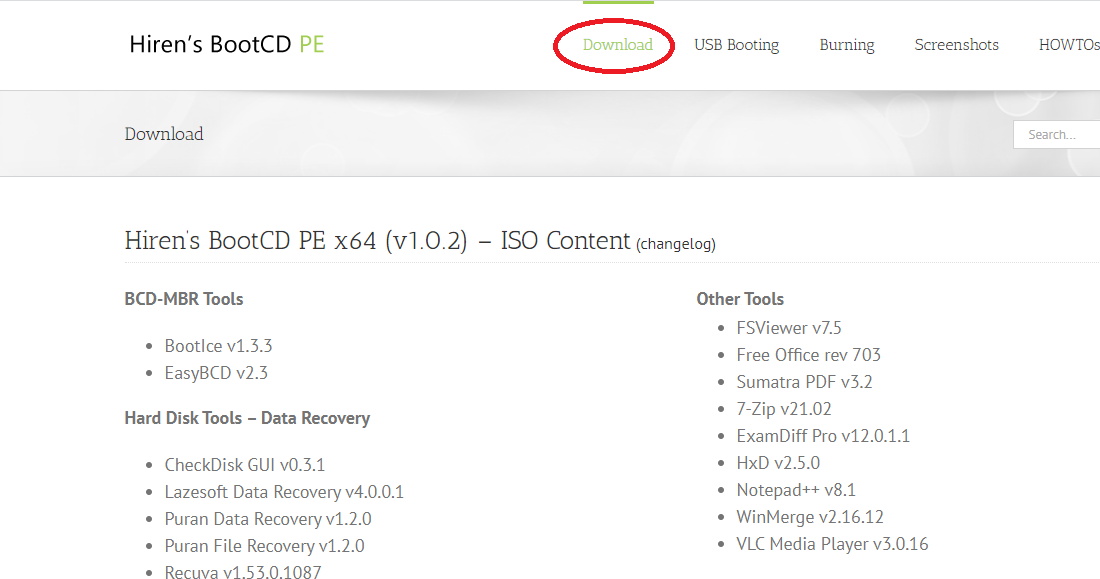 Hiren's BootCD PE
Download
USB Booting
Burning
Screenshots
HOWTOs
Download
Search...
Hiren's BootCD PE x64 (v1.0.2) – ISO Content (changelog)
BCD-MBR Tools
BootIce v1.3.3
EasyBCD v2.3
Hard Disk Tools – Data Recovery
CheckDisk GUI v0.3.1
Lazesoft Data Recovery v4.0.0.1
Puran Data Recovery v1.2.0
Puran File Recovery v1.2.0
Recuva v1.53.0.1087
Other Tools
FSViewer v7.5
Free Office rev 703
Sumatra PDF v3.2
7-Zip v21.02
ExamDiff Pro v12.0.1.1
HxD v2.5.0
Notepad++ v8.1
WinMerge v2.16.12
VLC Media Player v3.0.16